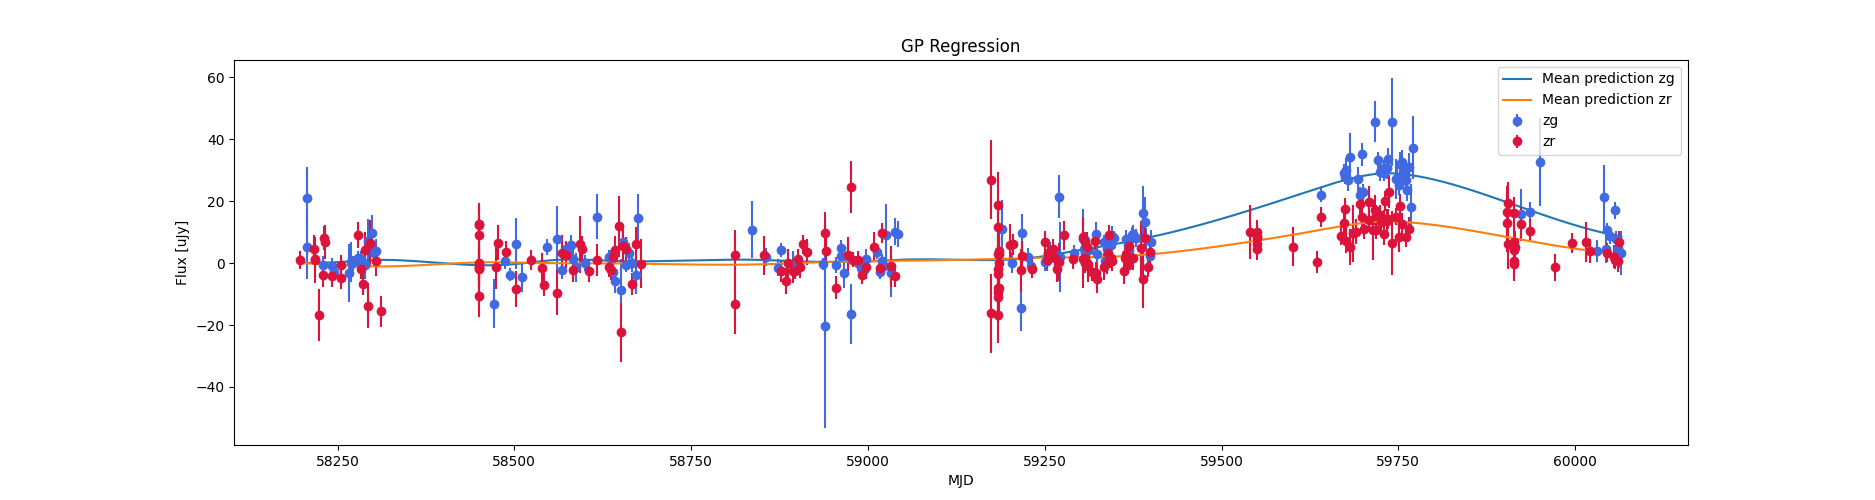 GP Regression
Flux [uJy]
60
40
20
0
−20
−40
Mean prediction zg
Mean prediction zr
zg
zr
58250
58500
58750
59000
59250
59500
59750
60000
MJD